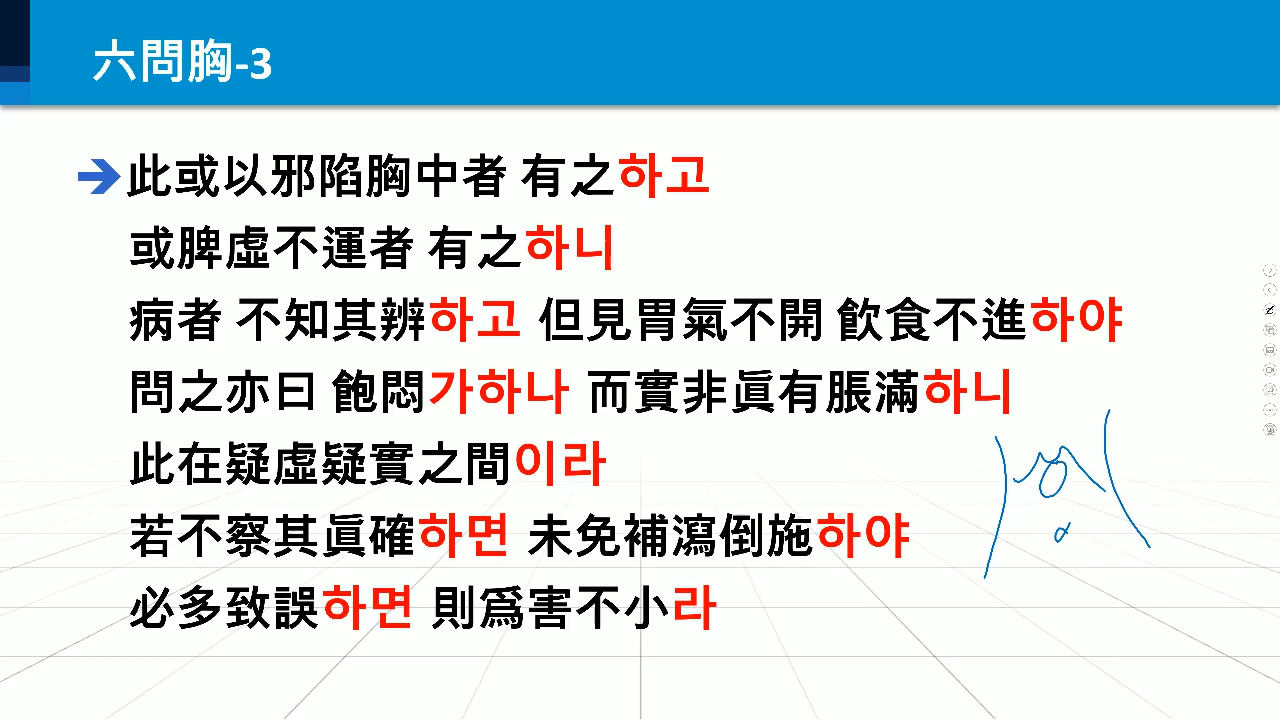 六問胸-3
此或以邪陷胸中者 有之하고
或脾虛不運者 有之하니
病者 不知其辨하고 但見胃氣不開 飮食不進하야
問之亦曰 飽悶가하나 而實非眞有脹滿하니
此在疑虛疑實之間이라
若不察其眞確하면 未免補瀉倒施하야
必多致誤하면 則爲害不小라